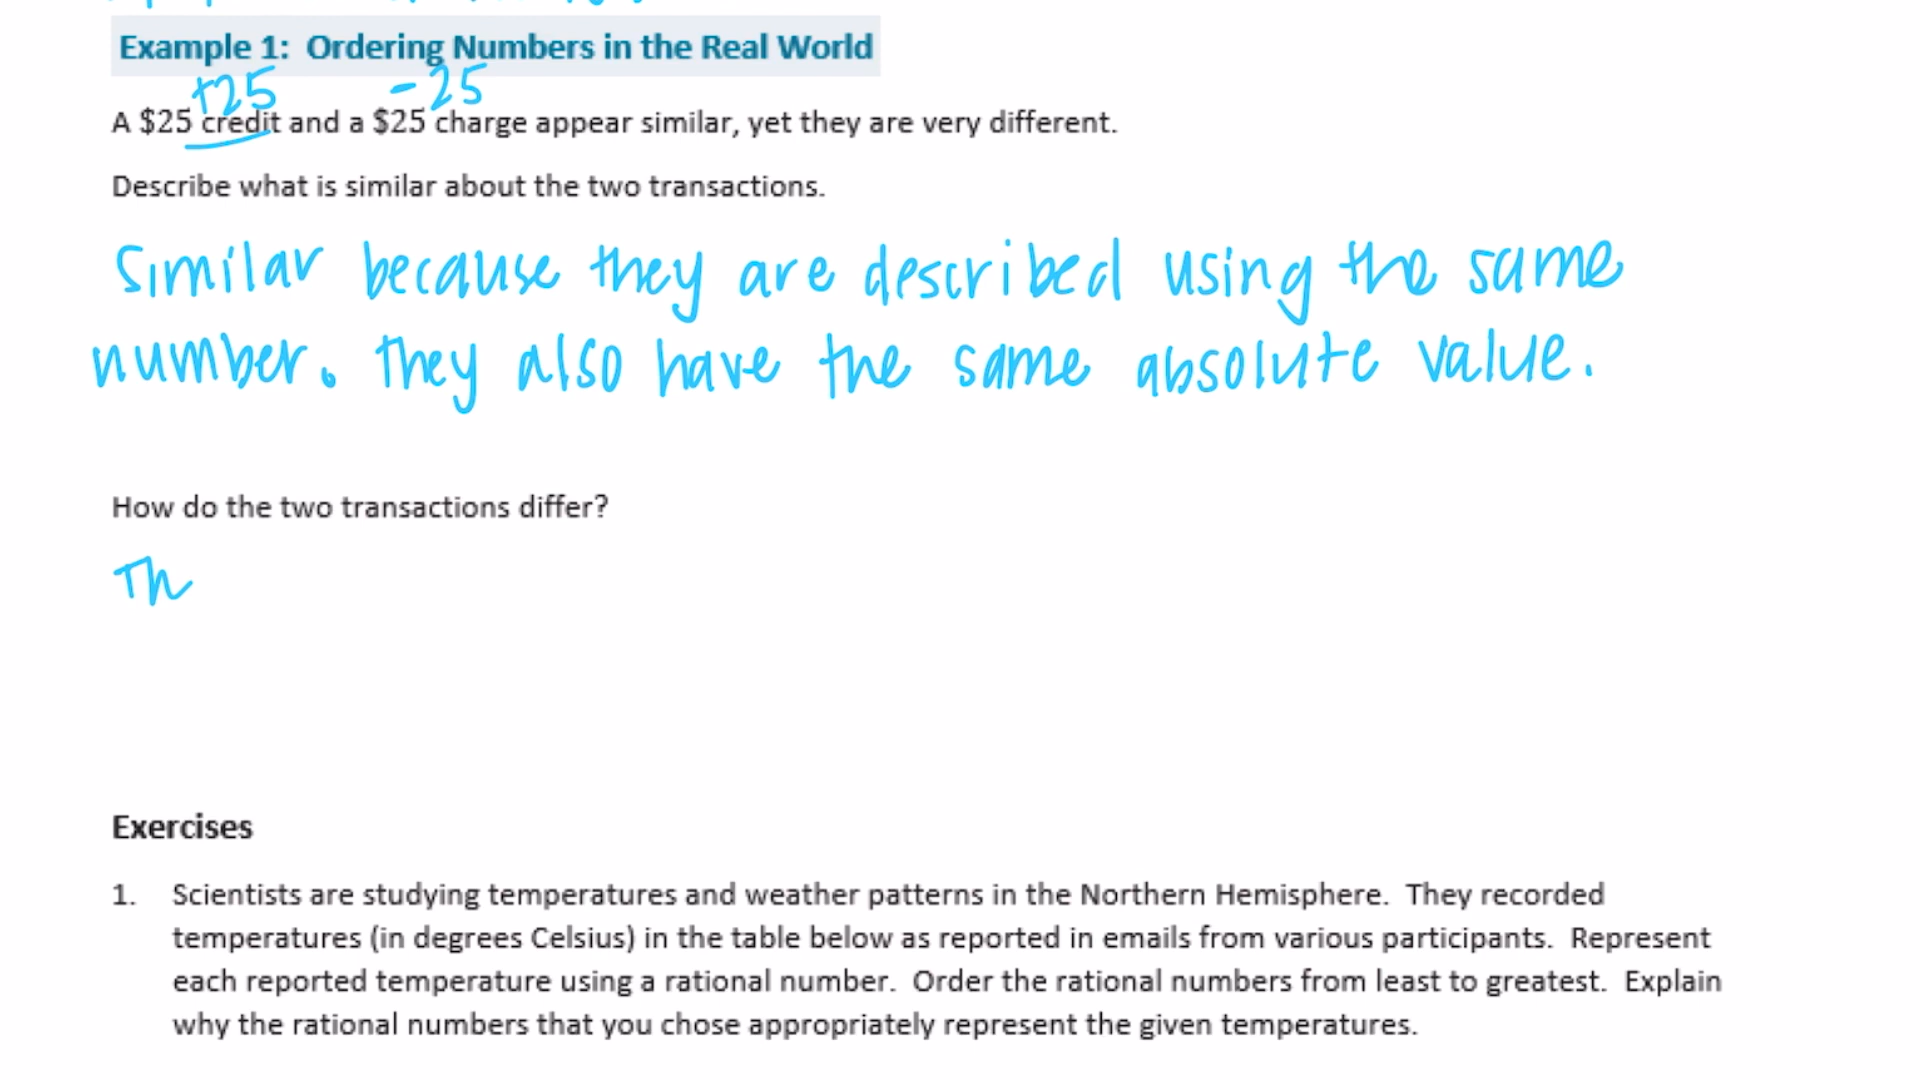 Example 1: Ordering Numbers in the Real World
+25 -25
A $25 credit and a $25 charge appear similar, yet they are very different.
Describe what is similar about the two transactions.
Similar because they are described using the same
number. They also have the same absolute value.
How do the two transactions differ?
Th
Exercises
1. Scientists are studying temperatures and weather patterns in the Northern Hemisphere. They recorded
temperatures (in degrees Celsius) in the table below as reported in emails from various participants. Represent
each reported temperature using a rational number. Order the rational numbers from least to greatest. Explain
why the rational numbers that you chose appropriately represent the given temperatures.